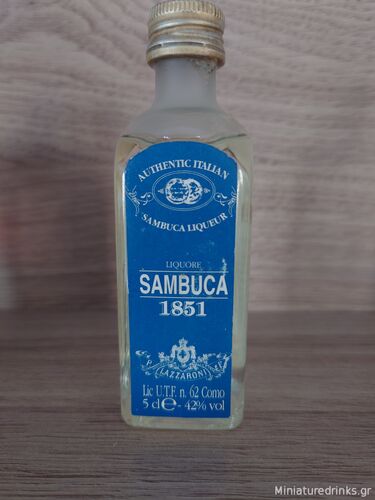 AUTHENTIC ITALIAN
SAMBUCA LIQUEUR
LIQUORE
SAMBUCA
1851
LAZZARONI
Lic U.T.F. n. 62 Como
5 cl e - 42% vol
Miniaturedrinks.gr